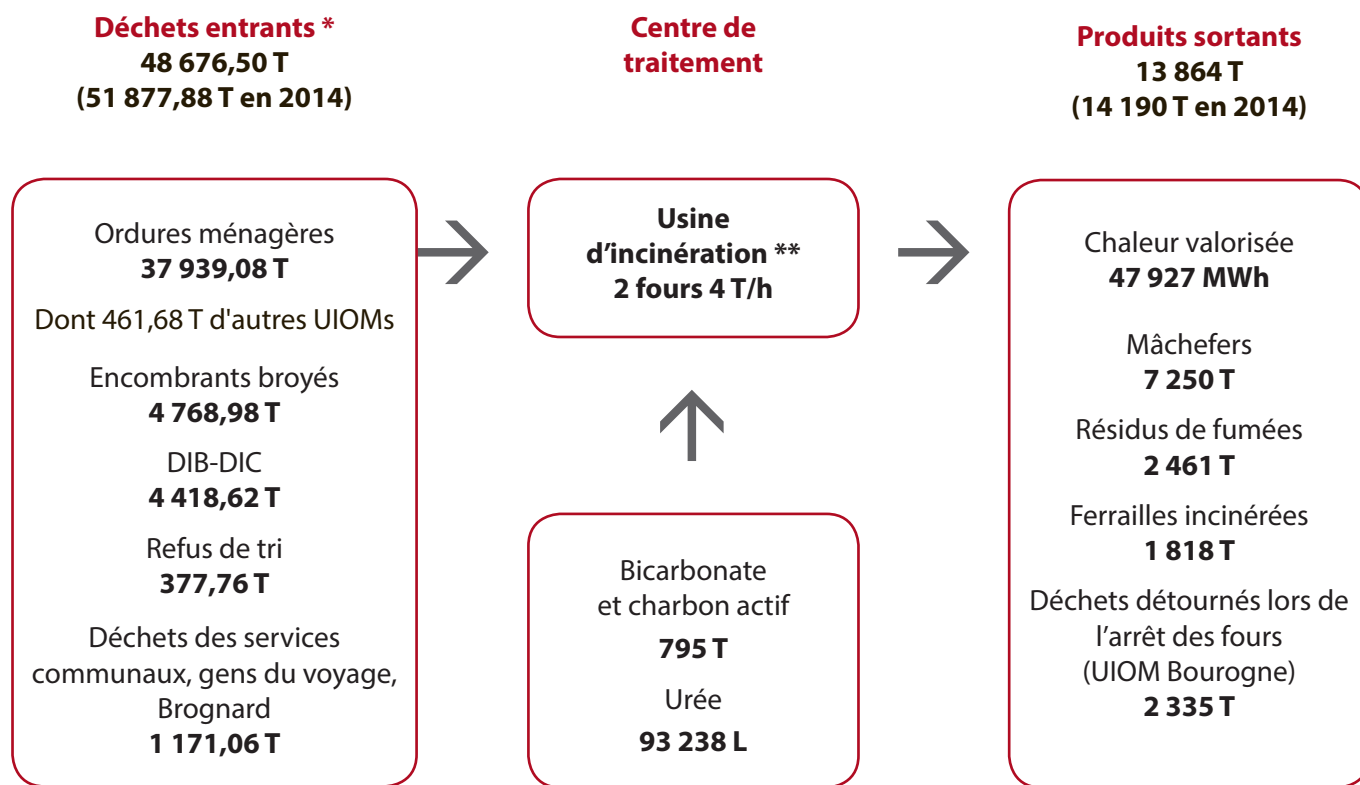 Déchets entrants *
48 676,50 T
(51 877,88 T en 2014)
Ordures ménagères
37 939,08 T
Dont 461,68 T d'autres UIOMs
Encombrants broyés
4 768,98 T
DIB-DIC
4 418,62 T
Refus de tri
377,76 T
Déchets des services
communaux, gens du voyage,
Brognard
1 171,06 T
Centre de
traitement
Usine
d’incinération **
2 fours 4 T/h
Bicarbonate
et charbon actif
795 T
Urée
93 238 L
Produits sortants
13 864 T
(14 190 T en 2014)
Chaleur valorisée
47 927 MWh
Mâchefers
7 250 T
Résidus de fumées
2 461 T
Ferrailles incinérées
1 818 T
Déchets détournés lors de
l’arrêt des fours
(UIOM Bourogne)
2 335 T